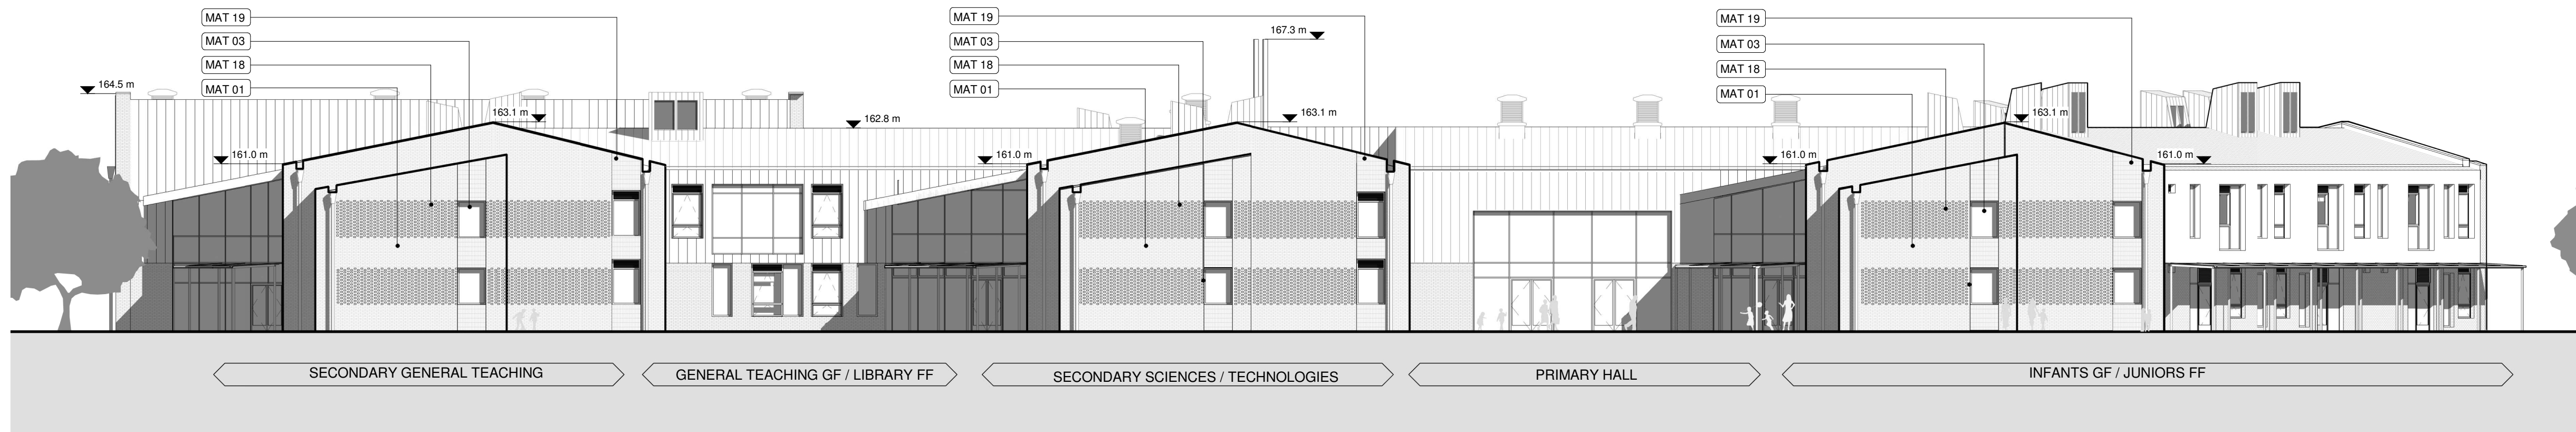 MAT 19
MAT 03
MAT 18
MAT 01
MAT 19
MAT 03
MAT 18
MAT 01
MAT 19
MAT 03
MAT 18
MAT 01
164.5 m
163.1 m
161.0 m
162.8 m
167.3 m
163.1 m
161.0 m
163.1 m
161.0 m
161.0 m
SECONDARY GENERAL TEACHING
GENERAL TEACHING GF / LIBRARY FF
SECONDARY SCIENCES / TECHNOLOGIES
PRIMARY HALL
INFANTS GF / JUNIORS FF